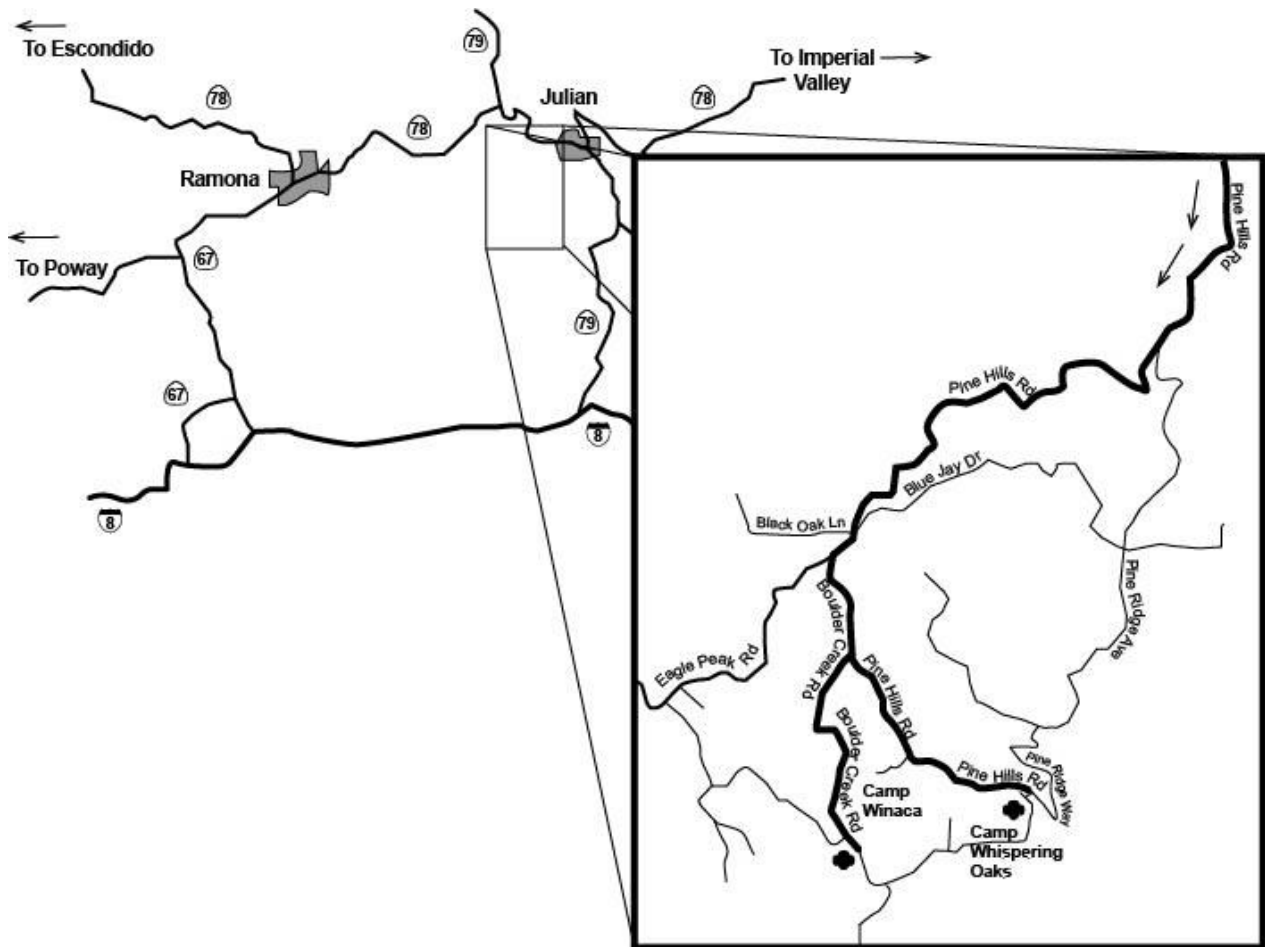 To Escondido
79
To Imperial
Valley
78
78
78
Julian
Ramona
To Poway
67
79
67
8
8
Pine Hills
Rd
Pine Hills Rd
Blue Jay Dr
Black Oak Ln
Pine Ridge Ave
Boulder Creek Rd
Eagle Peak Rd
Pine Hills Rd
Boulder Creek Rd
Pine Hills Rd
Pine Ridge Way
Camp
Winaca
Camp
Whispering
Oaks